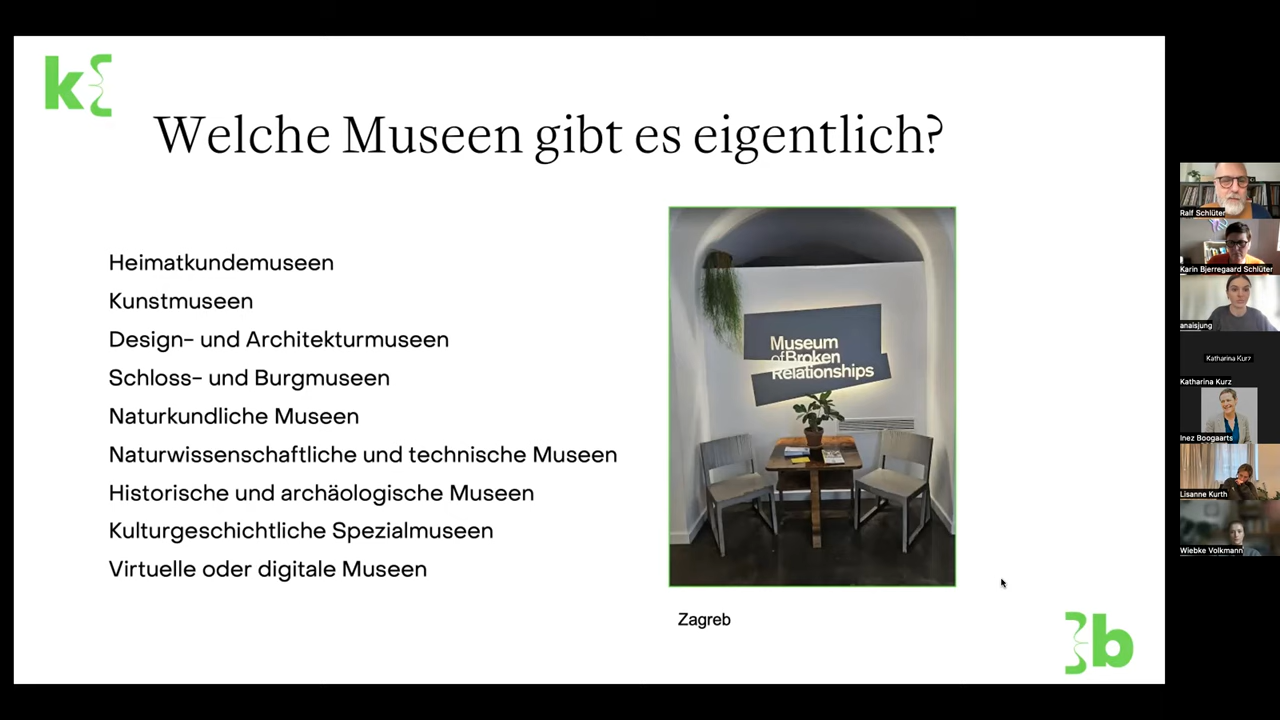 k
Welche Museen gibt es eigentlich?
Heimatkundemuseen
Kunstmuseen
Design- und Architekturmuseen
Schloss- und Burgmuseen
Naturkundliche Museen
Naturwissenschaftliche und technische Museen
Historische und archäologische Museen
Kulturgeschichtliche Spezialmuseen
Virtuelle oder digitale Museen
Museum
of Broken
Relationships
Zagreb
b
Ralf Schlüter
Karin Bjerregaard Schlüter
anaisjung
Katharina Kurz
Katharina Kurz
Inez Boogaarts
Lisanne Kurth
Wiebke Volkmann